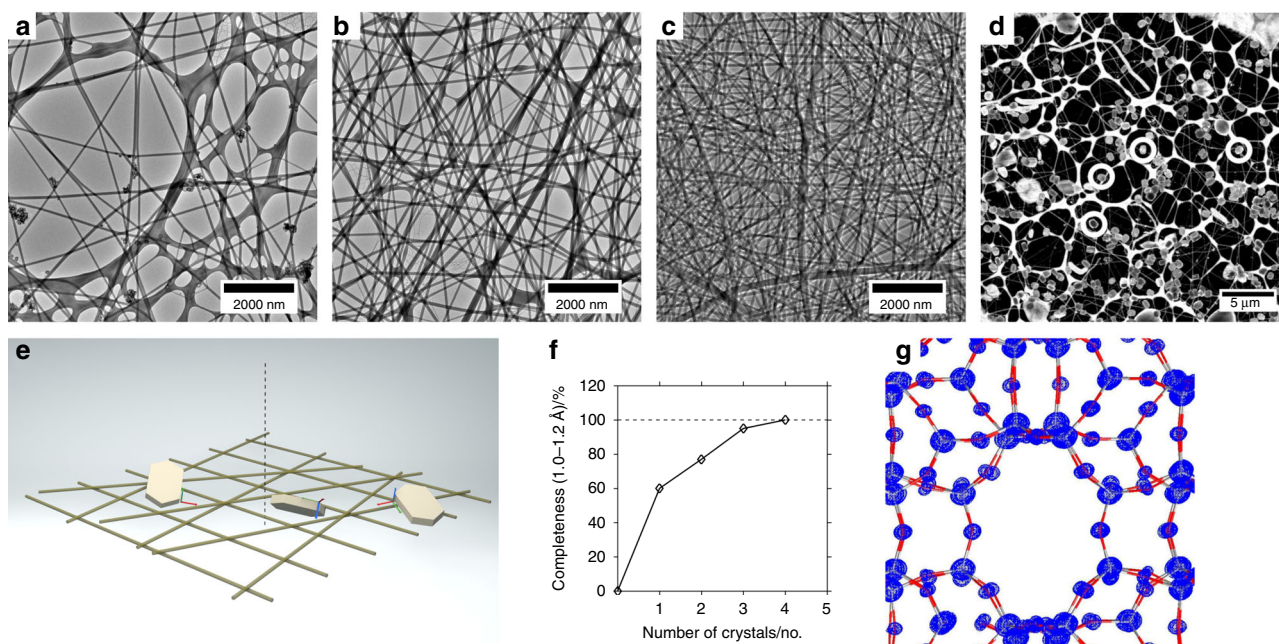 a
b
c
d
2000 nm
2000 nm
2000 nm
5 μm
e
f
g
120
100
80
60
40
20
0
1
2
3
4
5
Completeness (1.0–1.2 Å)/%
Number of crystals/no.